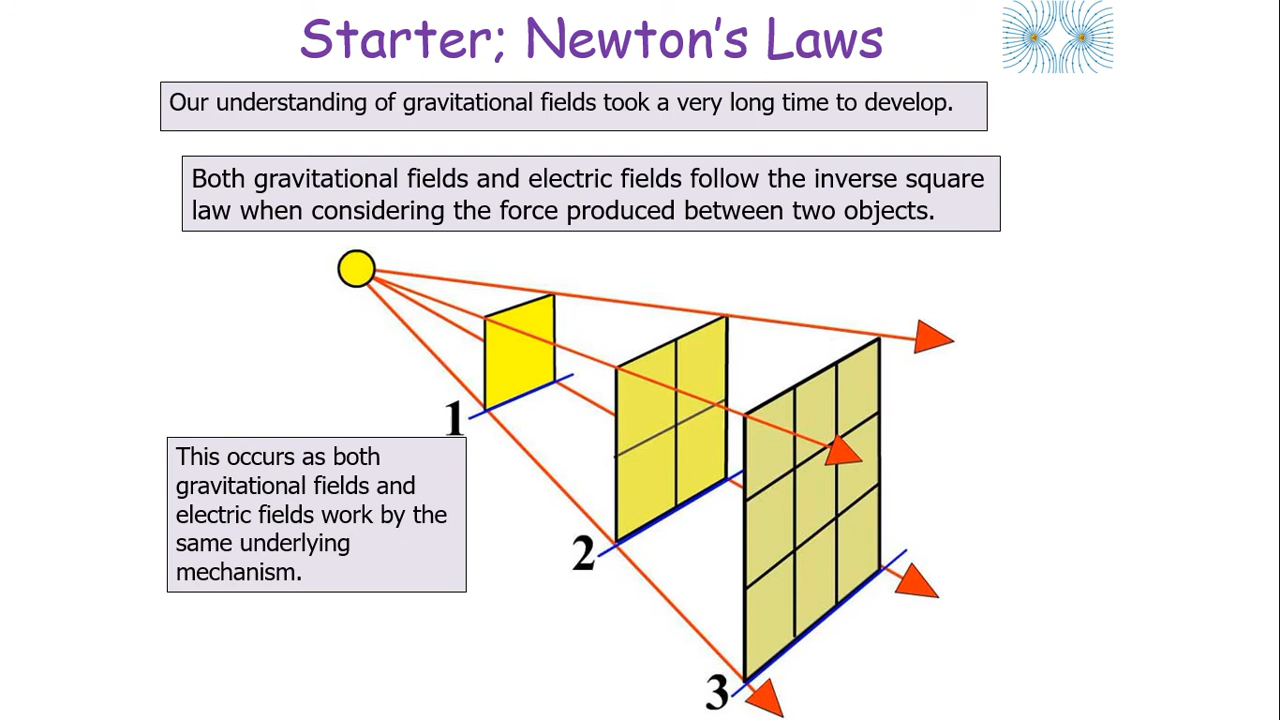 Starter; Newton's Laws
Our understanding of gravitational fields took a very long time to develop.
Both gravitational fields and electric fields follow the inverse square
law when considering the force produced between two objects.
1
This occurs as both
gravitational fields and
electric fields work by the
same underlying
mechanism.
2
3